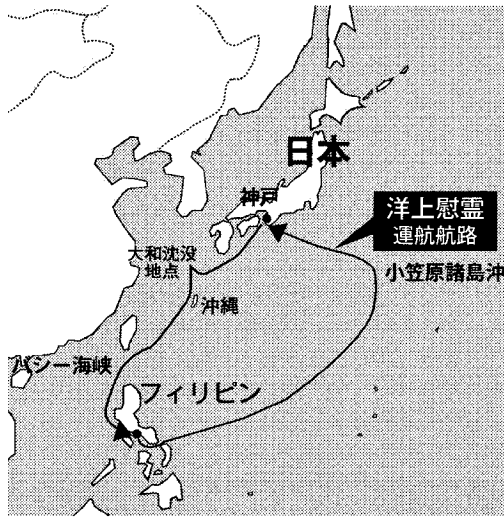 日本
神戸
洋上慰霊
運航航路
小笠原諸島沖
大和沈没
地点
沖縄
バシー海峡
フィリピン